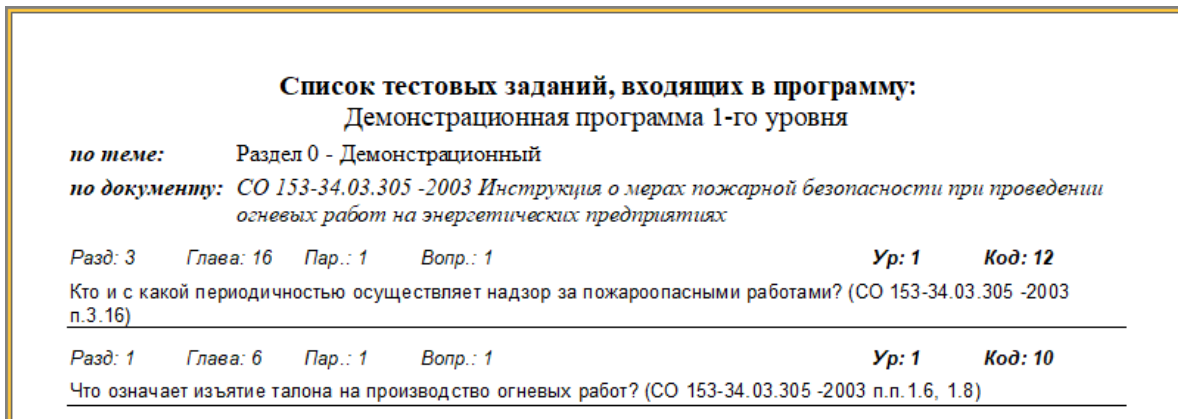 Список тестовых заданий, входящих в программу:
Демонстрационная программа 1-го уровня
по теме: Раздел 0 - Демонстрационный
по документу: СО 153-34.03.305 -2003 Инструкция о мерах пожарной безопасности при проведении
огневых работ на энергетических предприятиях
Разд: 3 Глава: 16 Пар.: 1 Вопр.: 1 Ур: 1 Код: 12
Кто и с какой периодичностью осуществляет надзор за пожароопасными работами? (СО 153-34.03.305 -2003
п.3.16)
Разд: 1 Глава: 6 Пар.: 1 Вопр.: 1 Ур: 1 Код: 10
Что означает изъятие талона на производство огневых работ? (СО 153-34.03.305 -2003 п.п.1.6, 1.8)